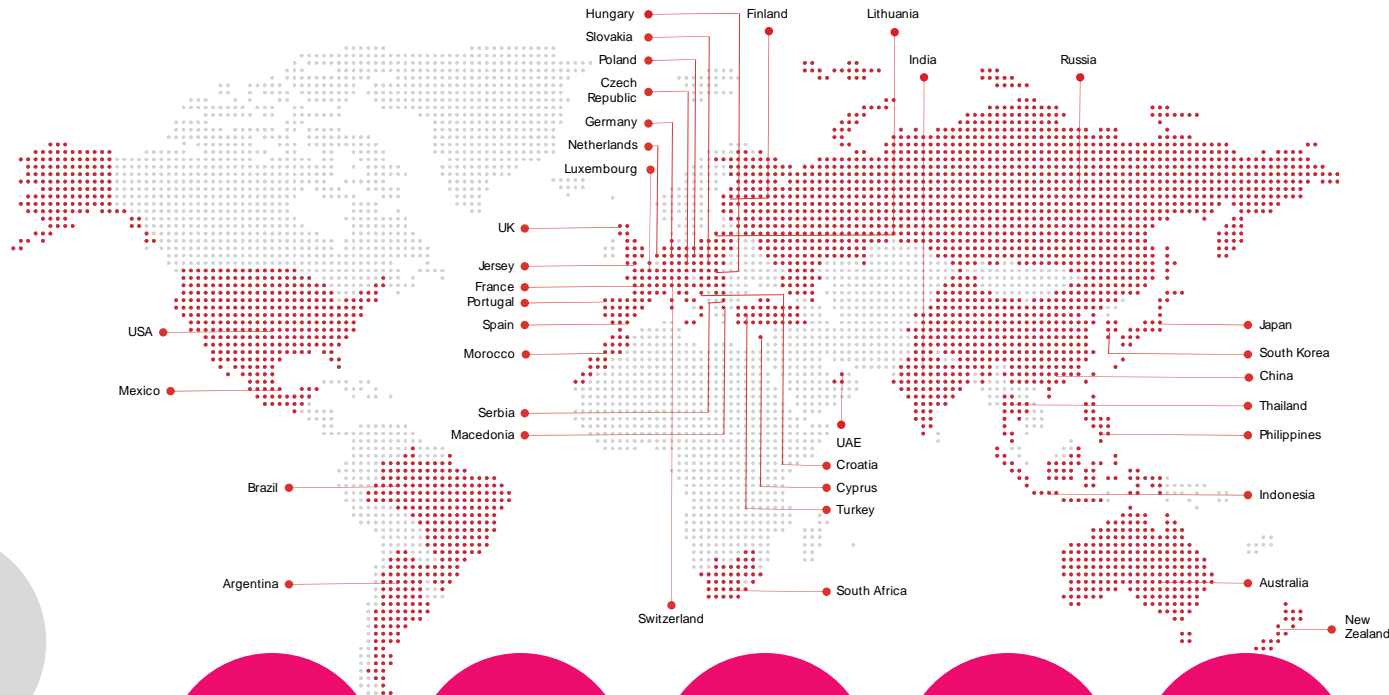 Hungary
Finland
Lithuania
Slovakia
Poland
India
Russia
Czech
Republic
Germany
Netherlands
Luxembourg
UK
Jersey
France
Portugal
Spain
Morocco
USA
Mexico
Serbia
Macedonia
Brazil
Argentina
Japan
South Korea
China
Thailand
Philippines
UAE
Croatia
Cyprus
Turkey
Indonesia
South Africa
Australia
Switzerland
New
Zealand